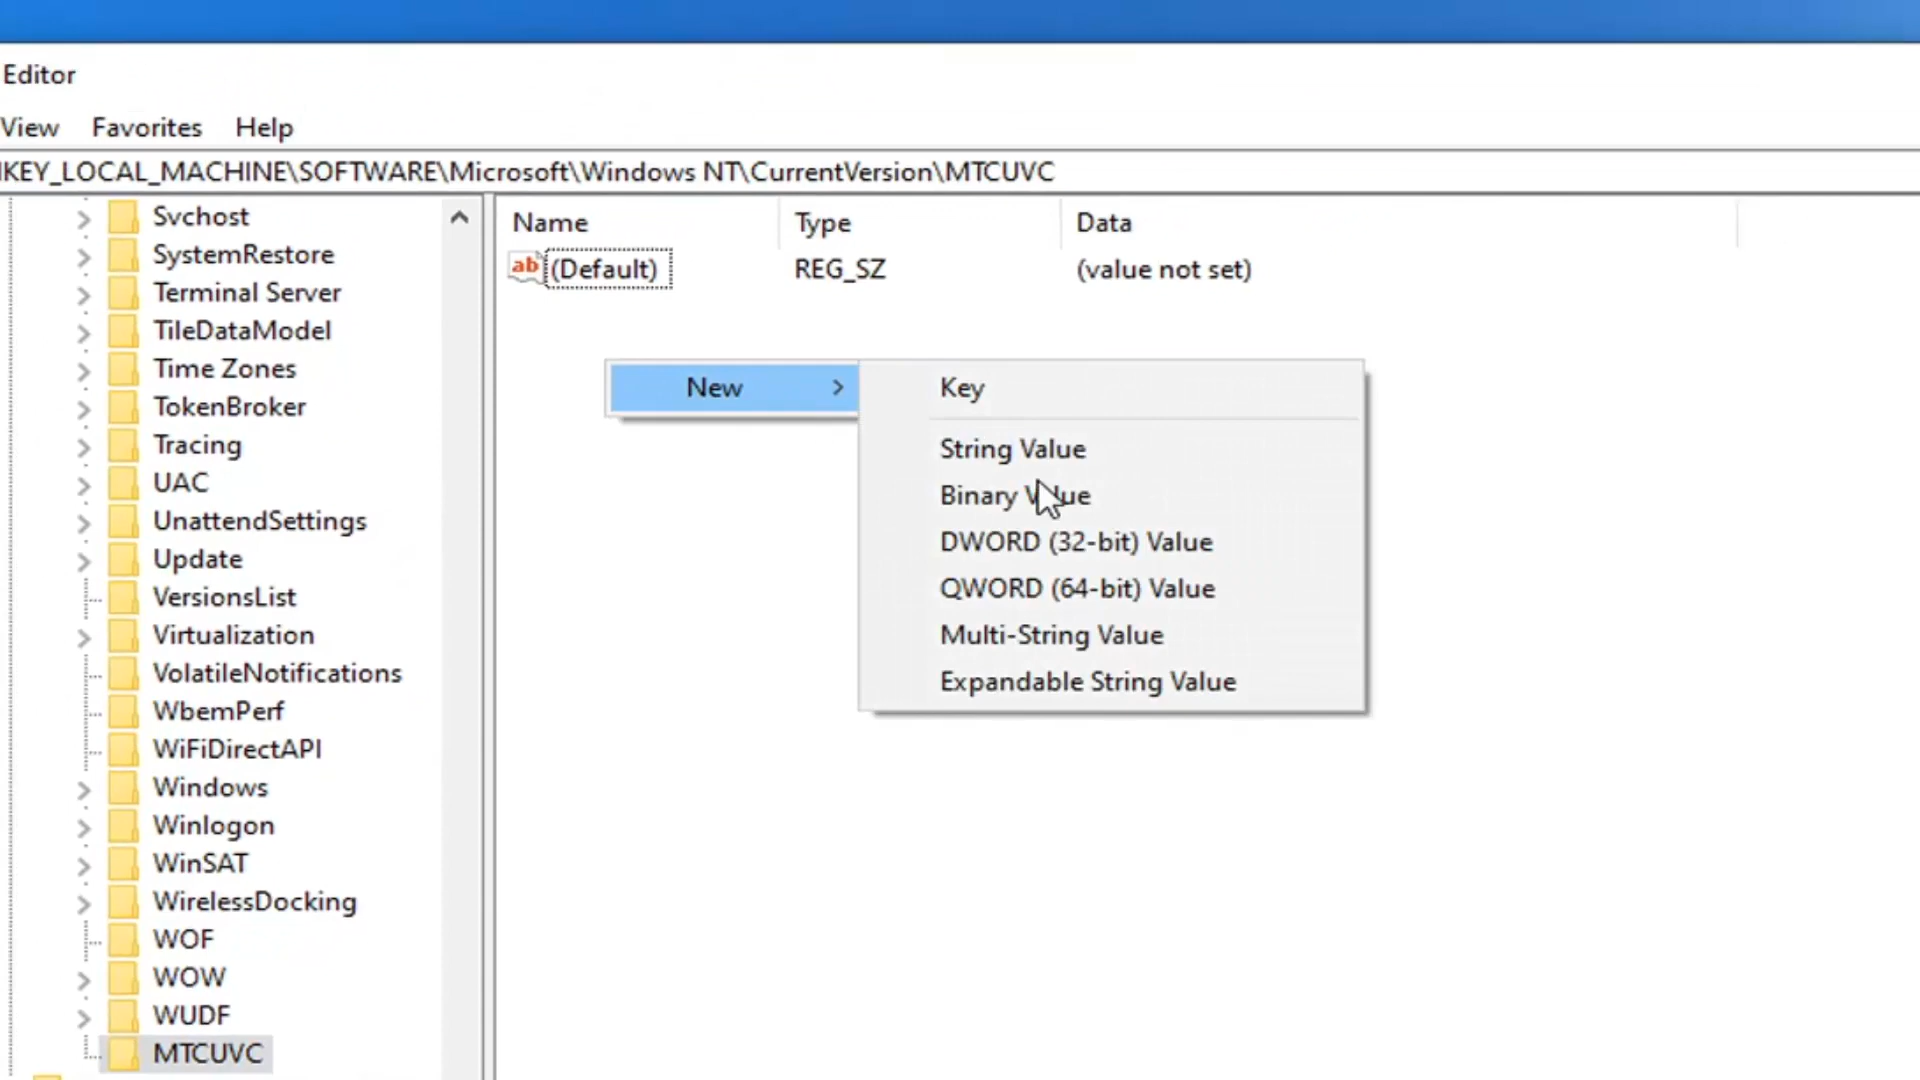 Editor
View Favorites Help
HKEY_LOCAL_MACHINE\SOFTWARE\Microsoft\Windows NT\CurrentVersion\MTCUVC
Svchost
SystemRestore
Terminal Server
TileDataModel
Time Zones
TokenBroker
Tracing
UAC
UnattendSettings
Update
VersionsList
Virtualization
VolatileNotifications
WbemPerf
WiFiDirectAPI
Windows
Winlogon
WinSAT
WirelessDocking
WOF
WOW
WUDF
MTCUVC
Name Type Data
ab (Default) REG_SZ (value not set)
New
Key
String Value
Binary Value
DWORD (32-bit) Value
QWORD (64-bit) Value
Multi-String Value
Expandable String Value